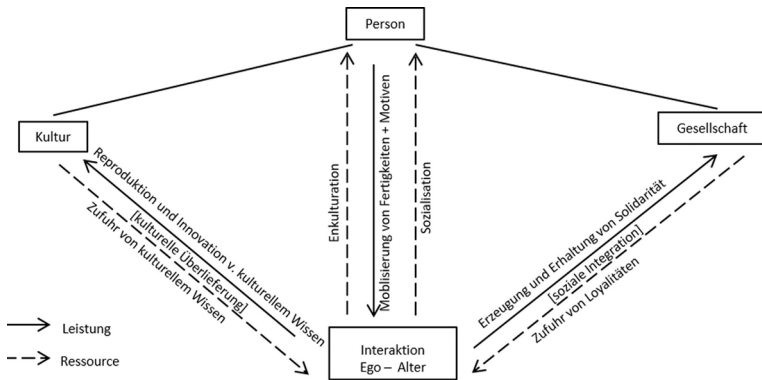 Person
Kultur
Gesellschaft
Reproduktion und Innovation v. kulturellem Wissen
[kulturelle Überlieferung]
Zufuhr von kulturellem Wissen
Enkulturation
Moblisierung von Fertigkeiten + Motiven
Sozialisation
Erzeugung und Erhaltung von Solidarität
[soziale Integration]
Zufuhr von Loyalitäten
Leistung
Ressource
Interaktion
Ego – Alter